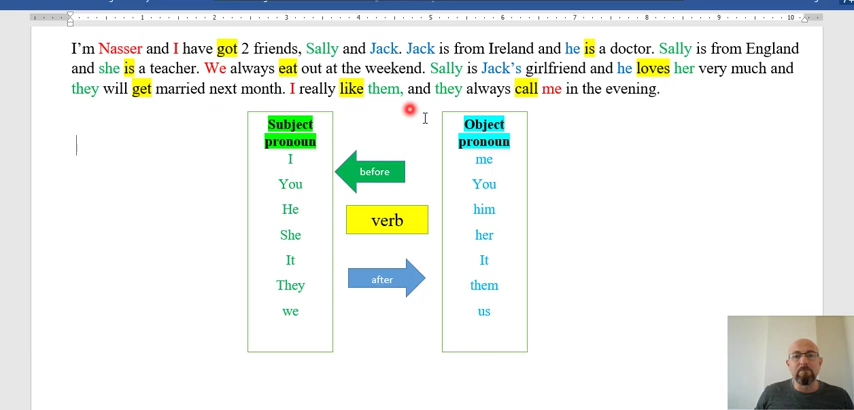 I'm Nasser and I have got 2 friends, Sally and Jack. Jack is from Ireland and he is a doctor. Sally is from England
and she is a teacher. We always eat out at the weekend. Sally is Jack's girlfriend and he loves her very much and
they will get married next month. I really like them, and they always call me in the evening.
Subject
pronoun
I
You
He
She
It
They
we
before
verb
after
Object
pronoun
me
You
him
her
It
them
us